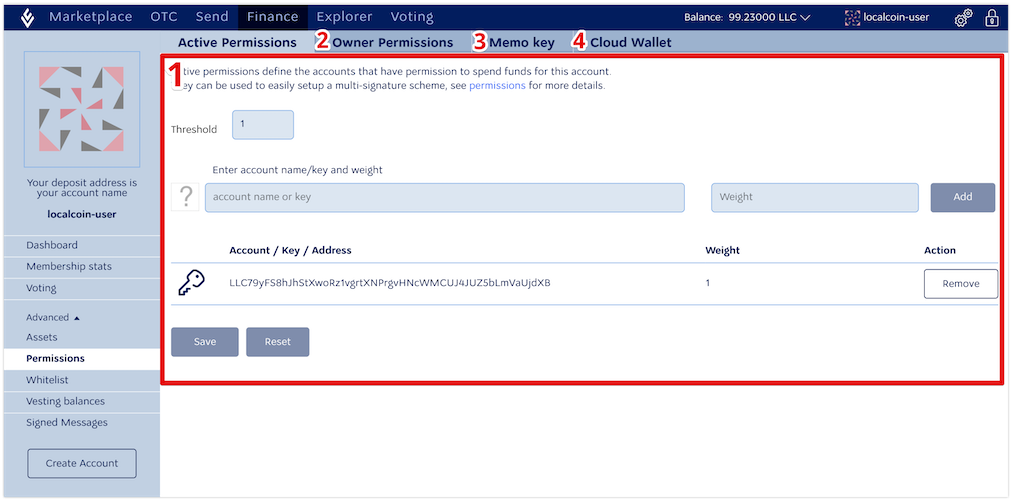 Marketplace OTC Send Finance Explorer Voting Balance: 99.23000 LLC localcoin-user
Active Permissions 2 Owner Permissions 3 Memo key 4 Cloud Wallet
1
tive permissions define the accounts that have permission to spend funds for this account.
ey can be used to easily setup a multi-signature scheme, see permissions for more details.
Threshold 1
Enter account name/key and weight
? account name or key Weight Add
Account / Key / Address Weight Action
LLC79yFS8hJhStXwoRz1vgrtXNPrgvHNcWMCUJ4JUZ5bLmVaUjdXB 1 Remove
Save Reset
Your deposit address is
your account name
localcoin-user
Dashboard
Membership stats
Voting
Advanced
Assets
Permissions
Whitelist
Vesting balances
Signed Messages
Create Account